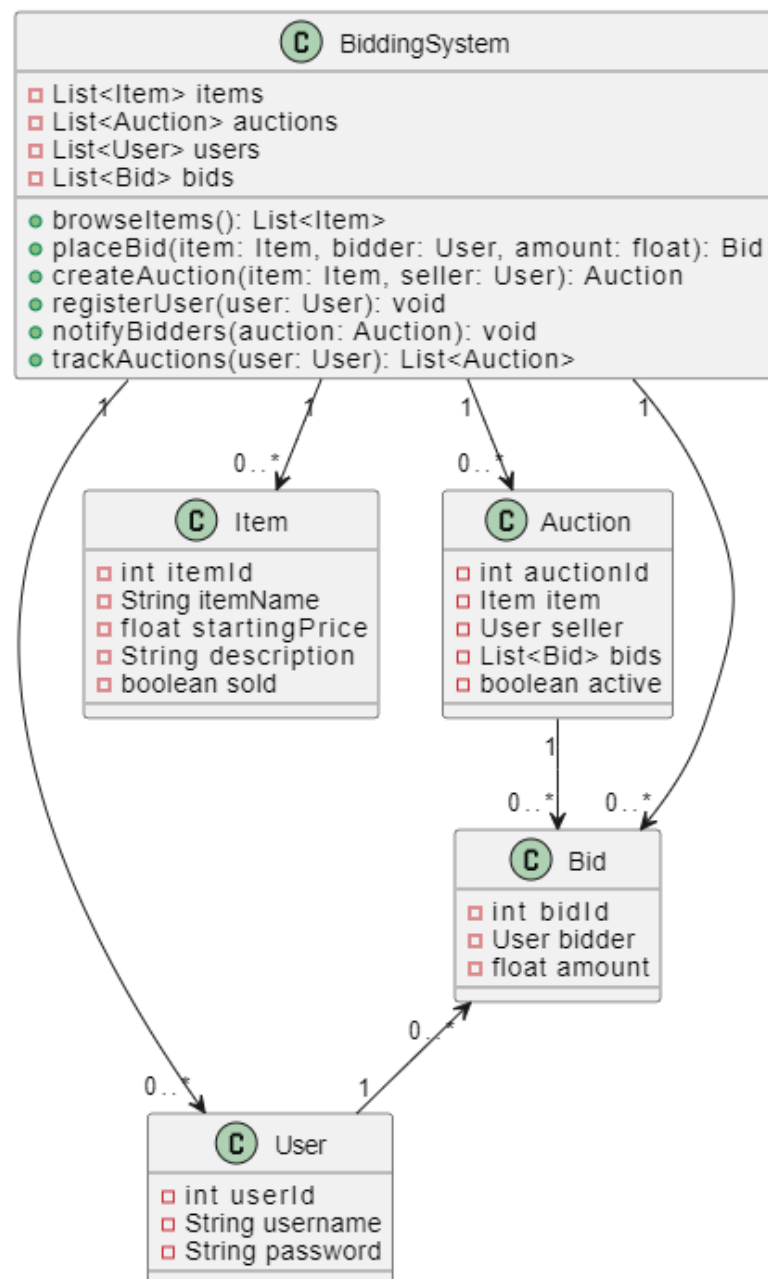 C BiddingSystem
List<Item> items
List<Auction> auctions
List<User> users
List<Bid> bids
browseItems(): List<Item>
placeBid(item: Item, bidder: User, amount: float): Bid
createAuction(item: Item, seller: User): Auction
registerUser(user: User): void
notifyBidders(auction: Auction): void
trackAuctions(user: User): List<Auction>
1 1 1 1
0..* 0..*
C Item
int itemId
String itemName
float startingPrice
String description
boolean sold
C Auction
int auctionId
Item item
User seller
List<Bid> bids
boolean active
1
0..* 0..*
C Bid
int bidId
User bidder
float amount
0..*
0..* 1
C User
int userId
String username
String password